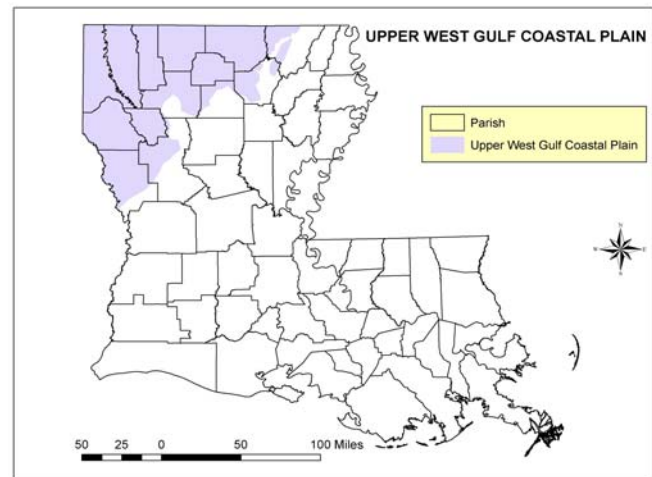 UPPER WEST GULF COASTAL PLAIN
Parish
Upper West Gulf Coastal Plain
N
W E
S
50 25 0 50 100 Miles